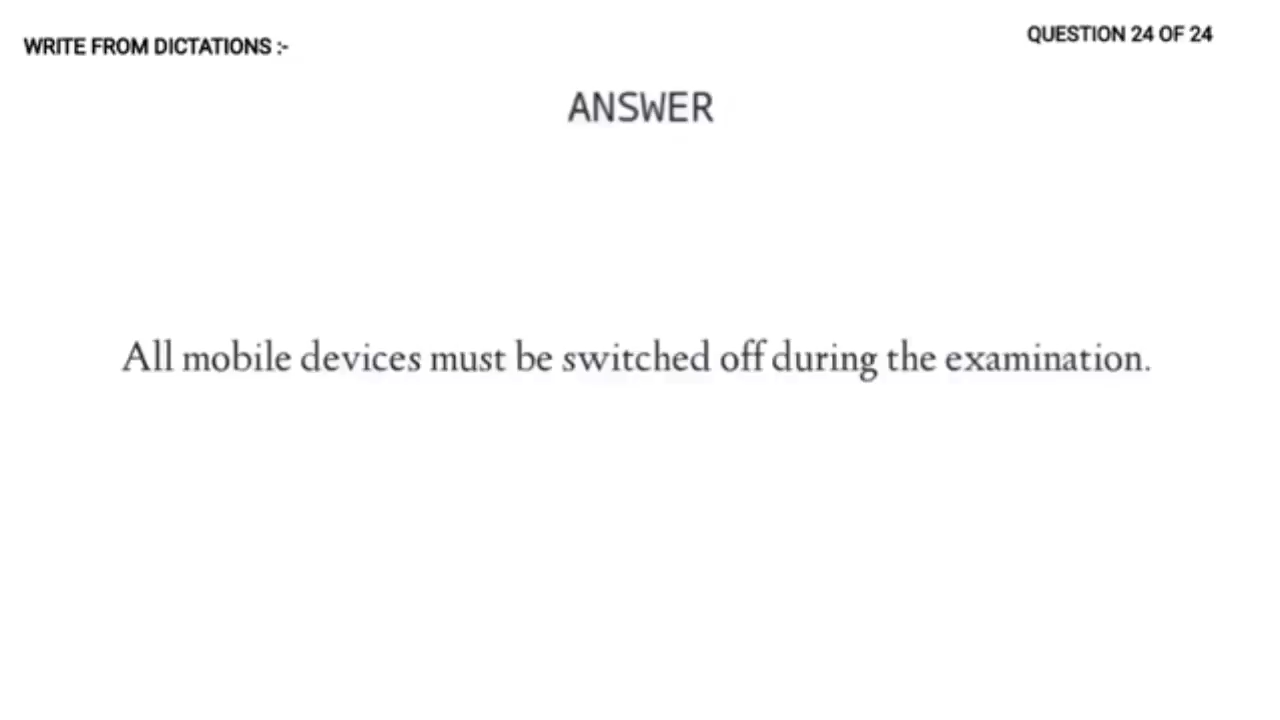 WRITE FROM DICTATIONS :-
QUESTION 24 OF 24
ANSWER
All mobile devices must be switched off during the examination.